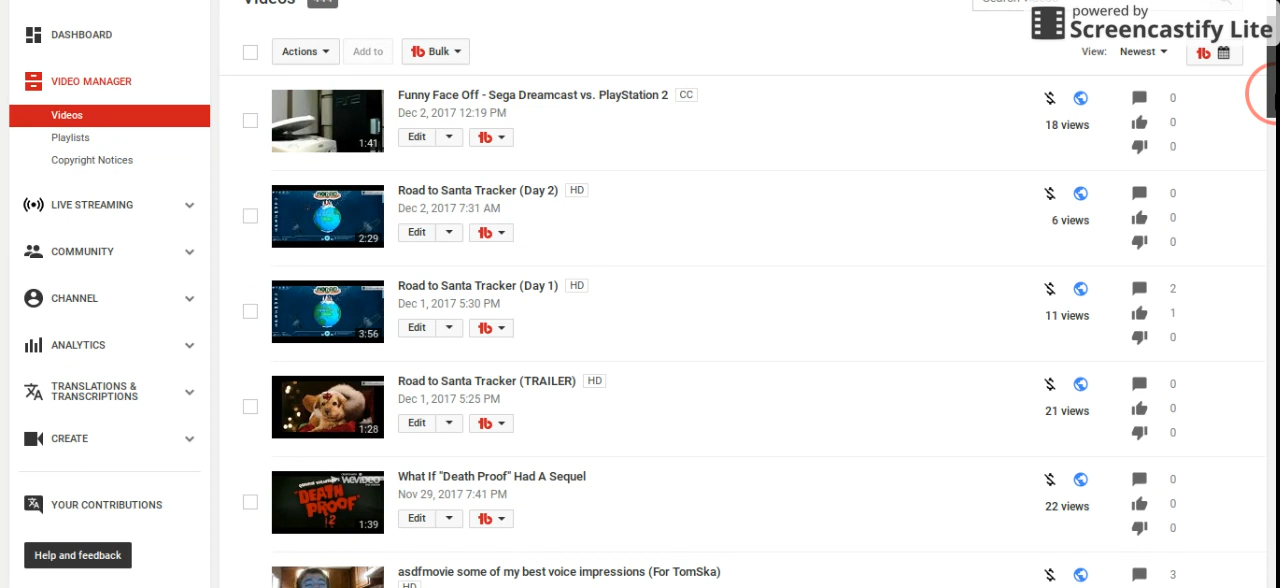 Videos
powered by
Screencastify Lite
DASHBOARD
VIDEO MANAGER
Videos
Playlists
Copyright Notices
LIVE STREAMING
COMMUNITY
CHANNEL
ANALYTICS
TRANSLATIONS &
TRANSCRIPTIONS
CREATE
YOUR CONTRIBUTIONS
Help and feedback
Actions
Add to
Bulk
View: Newest
Funny Face Off - Sega Dreamcast vs. PlayStation 2 CC
Dec 2, 2017 12:19 PM
Edit
1:41
18 views
0
0
0
Road to Santa Tracker (Day 2) HD
Dec 2, 2017 7:31 AM
Edit
2:29
6 views
0
0
0
Road to Santa Tracker (Day 1) HD
Dec 1, 2017 5:30 PM
Edit
3:56
11 views
2
1
0
Road to Santa Tracker (TRAILER) HD
Dec 1, 2017 5:25 PM
Edit
1:28
21 views
0
0
0
What If "Death Proof" Had A Sequel
Nov 29, 2017 7:41 PM
Edit
WEVIDEO
DEATH
PROOF
1:39
22 views
0
0
0
asdfmovie some of my best voice impressions (For TomSka)
HD
3